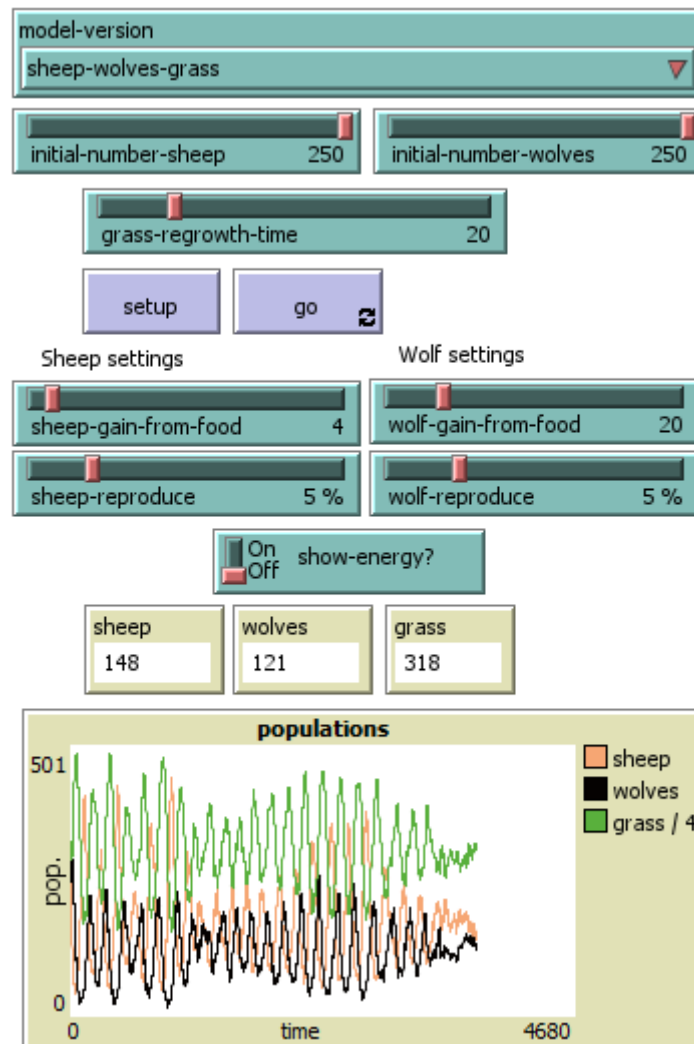 model-version
sheep-wolves-grass
initial-number-sheep 250
initial-number-wolves 250
grass-regrowth-time 20
setup
go
Sheep settings
Wolf settings
sheep-gain-from-food 4
wolf-gain-from-food 20
sheep-reproduce 5 %
wolf-reproduce 5 %
On
Off
show-energy?
sheep
148
wolves
121
grass
318
populations
501
pop.
0
0
time
4680
sheep
wolves
grass / 4